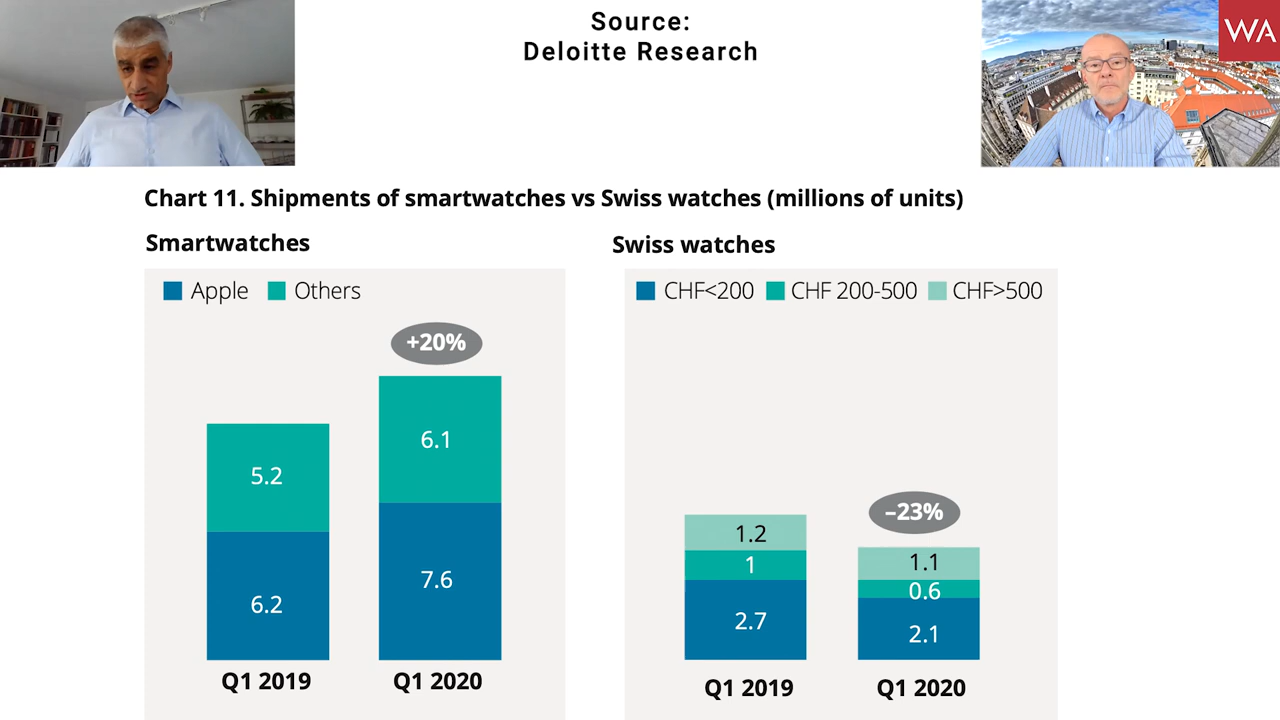 Source:
Deloitte Research
WA
Chart 11. Shipments of smartwatches vs Swiss watches (millions of units)
Smartwatches
Apple
Others
+20%
5.2
6.1
6.2
7.6
Q1 2019
Q1 2020
Swiss watches
CHF<200
CHF 200-500
CHF>500
–23%
1.2
1.1
1
0.6
2.7
2.1
Q1 2019
Q1 2020